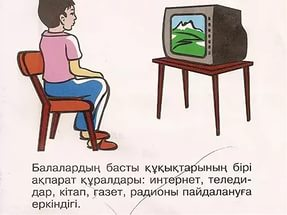 Балалардың басты құқықтарының бірі
ақпарат құралдары: интернет, теледи-
дар, кітап, газет, радионы пайдалануға
еркіндігі.